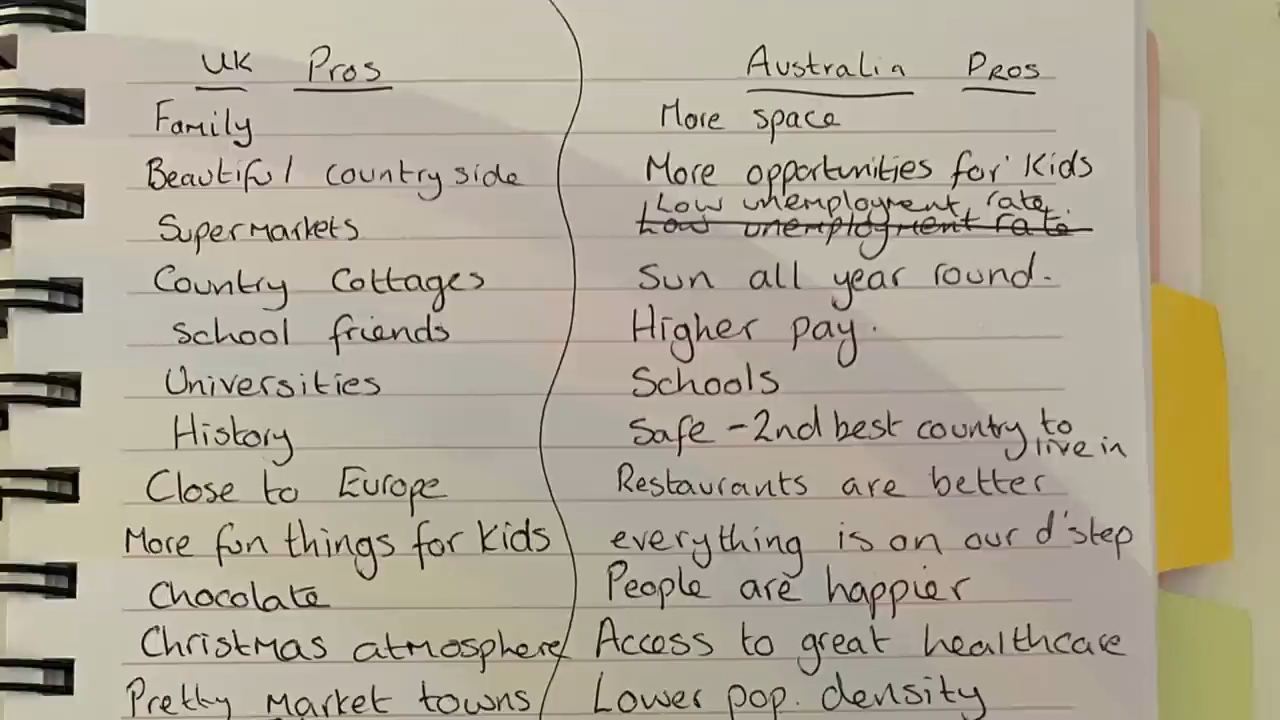 UK Pros
Family
Beautiful countryside
Supermarkets
Country Cottages
School friends
Universities
History
Close to Europe
More fun things for kids
Chocolate
Christmas atmosphere
Pretty Market towns
Australia Pros
More space
More opportunities for kids
Low unemployment rate.
Low unemployment rate.
Sun all year round.
Higher pay.
Schools
Safe - 2nd best country to
live in
Restaurants are better
everything is on our d'step
People are happier
Access to great healthcare
Lower pop. density